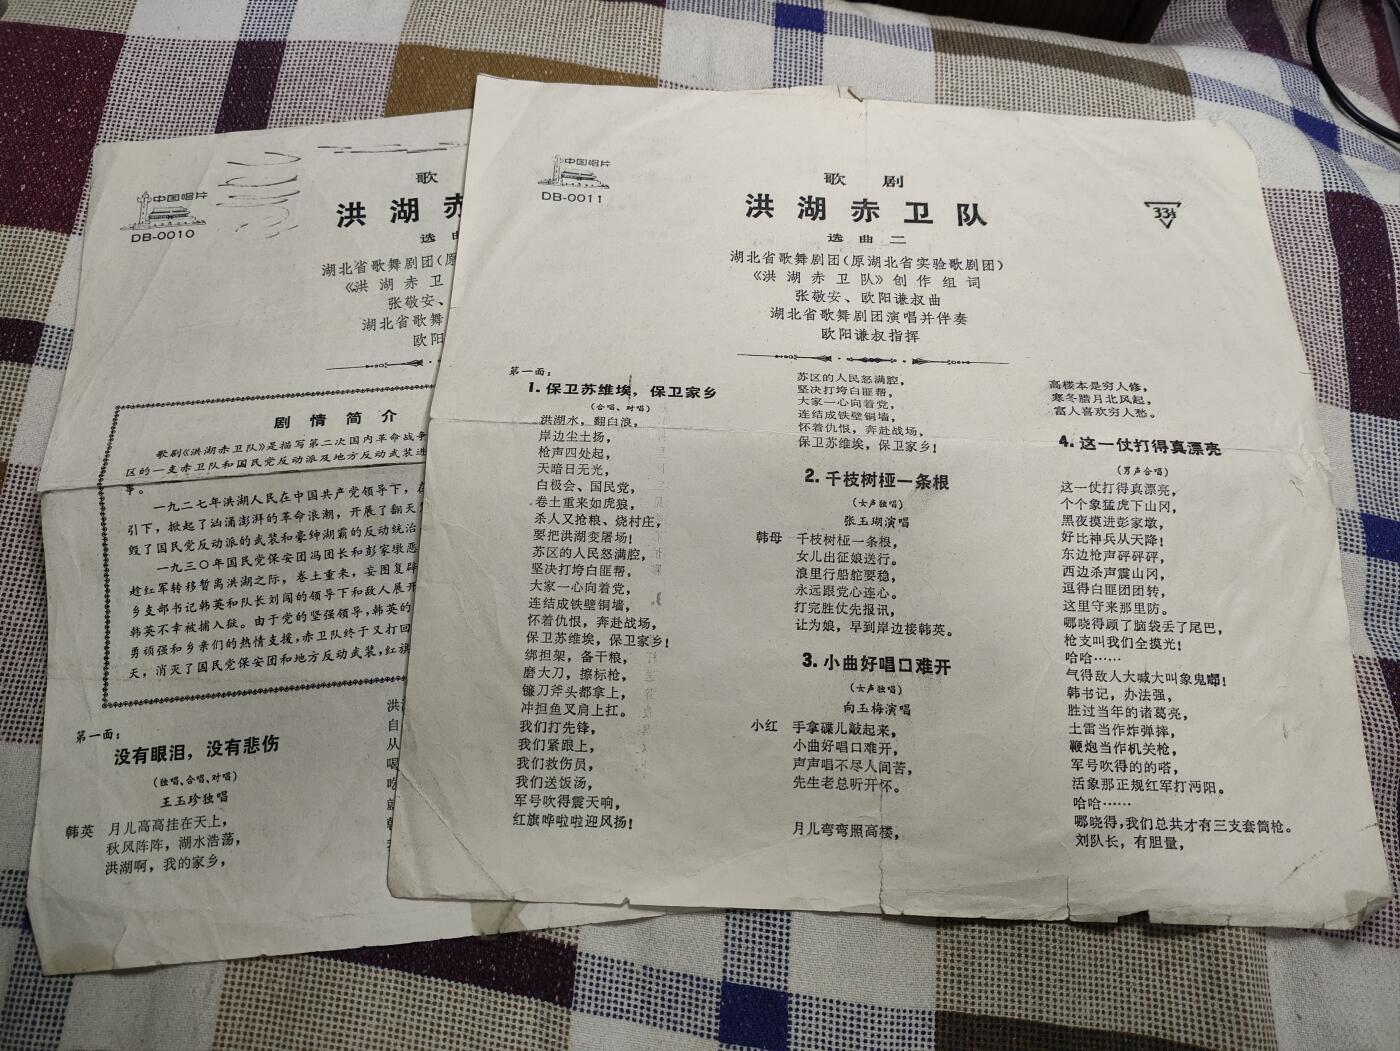 中国唱片
DB-0010
歌
洪湖赤
选曲
湖北省歌舞剧团(原
《洪湖赤卫
张敬安、
湖北省歌舞
欧阳
剧情简介
歌剧《洪湖赤卫队》是描写第二次国内革命战争
区的一支赤卫队和国民党反动派及地方反动武装进
事。
一九二七年洪湖人民在中国共产党领导下,在
引下,掀起了汹涌澎湃的革命浪潮,开展了翻天
毁了国民党反动派的武装和豪绅湖霸的反动统治
一九三〇年国民党保安团冯团长和彭家墩恶
趁红军转移暂离洪湖之际,卷土重来,妄图复辟
乡支部书记韩英和队长刘闯的领导下和敌人展开
韩英不幸被捕入狱。由于党的坚强领导,韩英的
勇顽强和乡亲们的热情支援,赤卫队终于又打回
天,消灭了国民党保安团和地方反动武装,红旗
第一面:
没有眼泪,没有悲伤
(独唱、合唱、对唱)
王玉珍独唱
韩英 月儿高高挂在天上,
秋风阵阵,湖水浩荡,
洪湖啊,我的家乡,
洪
自
从
喝
吃
中国唱片
DB-0011
歌剧
洪湖赤卫队
选曲二
33⅓
湖北省歌舞剧团(原湖北省实验歌剧团)
《洪湖赤卫队》创作组词
张敬安、欧阳谦叔曲
湖北省歌舞剧团演唱并伴奏
欧阳谦叔指挥
第一面:
1. 保卫苏维埃,保卫家乡
(合唱、对唱)
洪湖水,翻白浪,
岸边尘土扬,
枪声四处起,
天暗日无光,
白极会、国民党,
卷土重来如虎狼,
杀人又抢粮、烧村庄,
要把洪湖变屠场!
苏区的人民怒满腔,
坚决打垮白匪帮,
大家一心向着党,
连结成铁壁铜墙,
怀着仇恨,奔赴战场,
保卫苏维埃,保卫家乡!
绑担架,备干粮,
磨大刀,擦标枪,
镰刀斧头都拿上,
冲担鱼叉肩上扛。
我们打先锋,
我们紧跟上,
我们救伤员,
我们送饭汤,
军号吹得震天响,
红旗哗啦啦迎风扬!
苏区的人民怒满腔,
坚决打垮白匪帮,
大家一心向着党,
连结成铁壁铜墙,
怀着仇恨,奔赴战场,
保卫苏维埃,保卫家乡!
2. 千枝树桠一条根
(女声独唱)
张玉瑚演唱
韩母 千枝树桠一条根,
女儿出征娘送行。
浪里行船舵要稳,
永远跟党心连心。
打完胜仗先报讯,
让为娘,早到岸边接韩英。
3. 小曲好唱口难开
(女声独唱)
向玉梅演唱
小红 手拿碟儿敲起来,
小曲好唱口难开,
声声唱不尽人间苦,
先生老总听开怀。
月儿弯弯照高楼,
高楼本是穷人修,
寒冬腊月北风起,
富人喜欢穷人愁。
4. 这一仗打得真漂亮
(男声合唱)
这一仗打得真漂亮,
个个象猛虎下山冈,
黑夜摸进彭家墩,
好比神兵从天降!
东边枪声砰砰砰,
西边杀声震山冈,
逗得白匪团团转,
这里守来那里防。
哪晓得顾了脑袋丢了尾巴,
枪支叫我们全摸光!
哈哈……
气得敌人大喊大叫象鬼嚎!
韩书记,办法强,
胜过当年的诸葛亮,
土雷当作炸弹摔,
鞭炮当作机关枪,
军号吹得的的嗒,
活象那正规红军打沔阳。
哈哈……
哪晓得,我们总共才有三支套筒枪。
刘队长,有胆量,